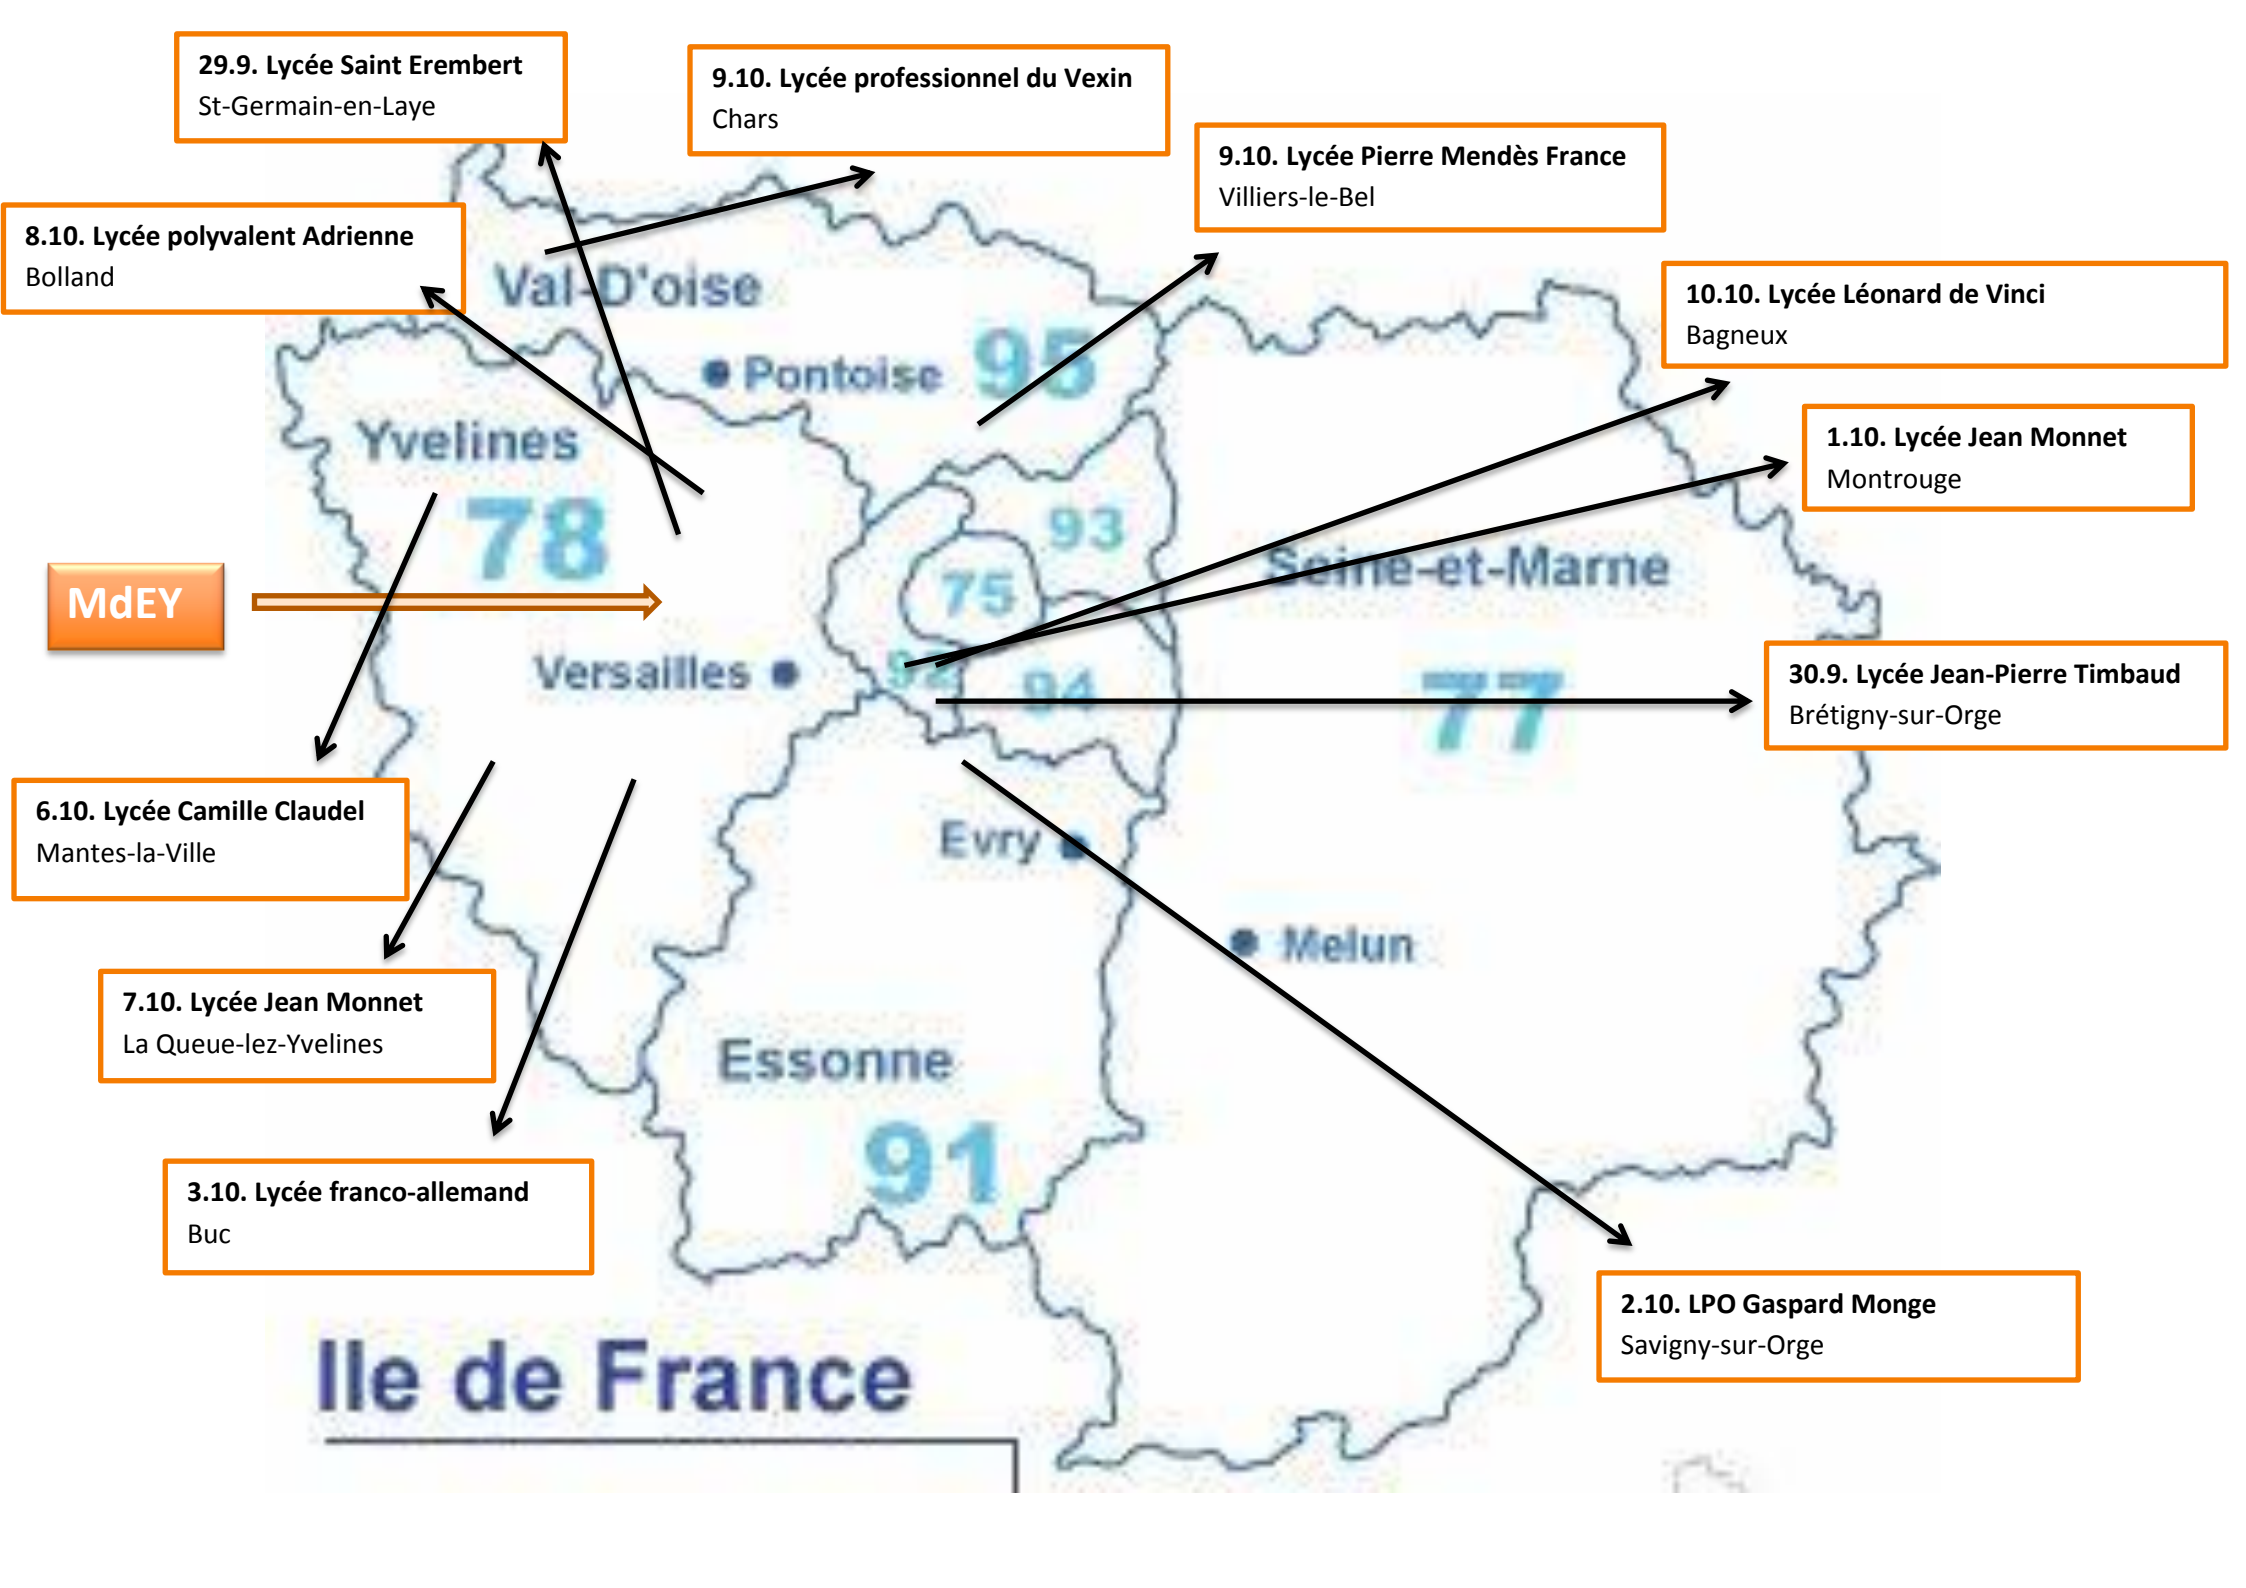 29.9. Lycée Saint Erembert
St-Germain-en-Laye
9.10. Lycée professionnel du Vexin
Chars
9.10. Lycée Pierre Mendès France
Villiers-le-Bel
8.10. Lycée polyvalent Adrienne
Bolland
10.10. Lycée Léonard de Vinci
Bagneux
1.10. Lycée Jean Monnet
Montrouge
Val-D'oise
Pontoise 95
Yvelines
78
93
75
Seine-et-Marne
77
MdEY
Versailles
92
94
30.9. Lycée Jean-Pierre Timbaud
Brétigny-sur-Orge
6.10. Lycée Camille Claudel
Mantes-la-Ville
Evry
Melun
7.10. Lycée Jean Monnet
La Queue-lez-Yvelines
Essonne
91
3.10. Lycée franco-allemand
Buc
2.10. LPO Gaspard Monge
Savigny-sur-Orge
Ile de France